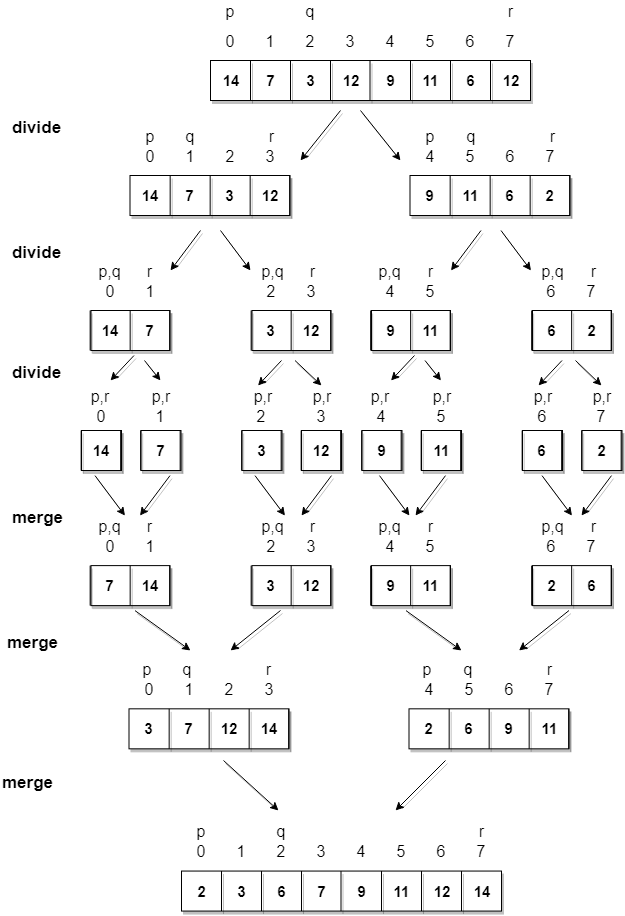 p q r
0 1 2 3 4 5 6 7
14 7 3 12 9 11 6 12
divide
p q r p q r
0 1 2 3 4 5 6 7
14 7 3 12 9 11 6 2
divide
p,q r p,q r p,q r p,q r
0 1 2 3 4 5 6 7
14 7 3 12 9 11 6 2
divide
p,r p,r p,r p,r p,r p,r p,r p,r
0 1 2 3 4 5 6 7
14 7 3 12 9 11 6 2
merge
p,q r p,q r p,q r p,q r
0 1 2 3 4 5 6 7
7 14 3 12 9 11 2 6
merge
p q r p q r
0 1 2 3 4 5 6 7
3 7 12 14 2 6 9 11
merge
p q r
0 1 2 3 4 5 6 7
2 3 6 7 9 11 12 14